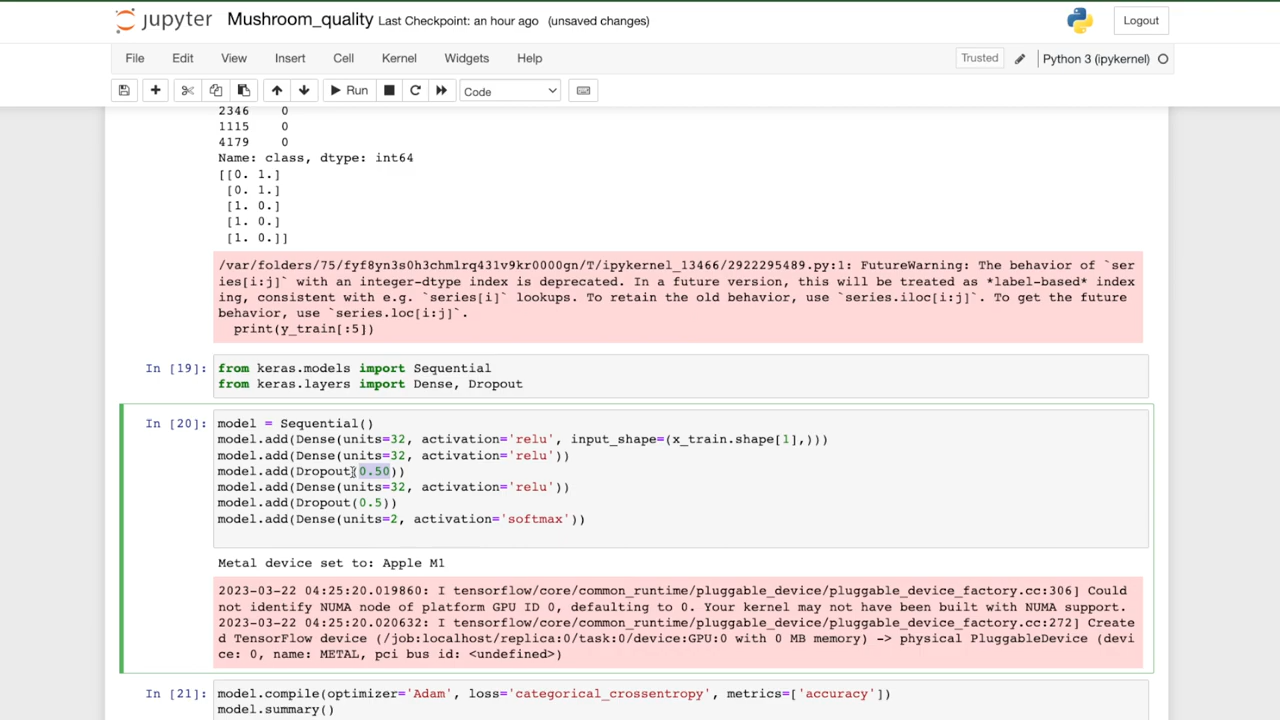 jupyter Mushroom_quality Last Checkpoint: an hour ago (unsaved changes) Logout
File Edit View Insert Cell Kernel Widgets Help Trusted Python 3 (ipykernel)
Run Code
2346 0
1115 0
4179 0
Name: class, dtype: int64
[[0. 1.]
[0. 1.]
[1. 0.]
[1. 0.]
[1. 0.]]
/var/folders/75/fyf8yn3s0h3chmlrq431v9kr0000gn/T/ipykernel_13466/2922295489.py:1: FutureWarning: The behavior of `ser
ies[i:j]` with an integer-dtype index is deprecated. In a future version, this will be treated as *label-based* index
ing, consistent with e.g. `series[i]` lookups. To retain the old behavior, use `series.iloc[i:j]`. To get the future
behavior, use `series.loc[i:j]`.
print(y_train[:5])
In [19]: from keras.models import Sequential
from keras.layers import Dense, Dropout
In [20]: model = Sequential()
model.add(Dense(units=32, activation='relu', input_shape=(x_train.shape[1],)))
model.add(Dense(units=32, activation='relu'))
model.add(Dropout(0.50))
model.add(Dense(units=32, activation='relu'))
model.add(Dropout(0.5))
model.add(Dense(units=2, activation='softmax'))
Metal device set to: Apple M1
2023-03-22 04:25:20.019860: I tensorflow/core/common_runtime/pluggable_device/pluggable_device_factory.cc:306] Could
not identify NUMA node of platform GPU ID 0, defaulting to 0. Your kernel may not have been built with NUMA support.
2023-03-22 04:25:20.020632: I tensorflow/core/common_runtime/pluggable_device/pluggable_device_factory.cc:272] Create
d TensorFlow device (/job:localhost/replica:0/task:0/device:GPU:0 with 0 MB memory) -> physical PluggableDevice (devi
ce: 0, name: METAL, pci bus id: <undefined>)
In [21]: model.compile(optimizer='Adam', loss='categorical_crossentropy', metrics=['accuracy'])
model.summary()